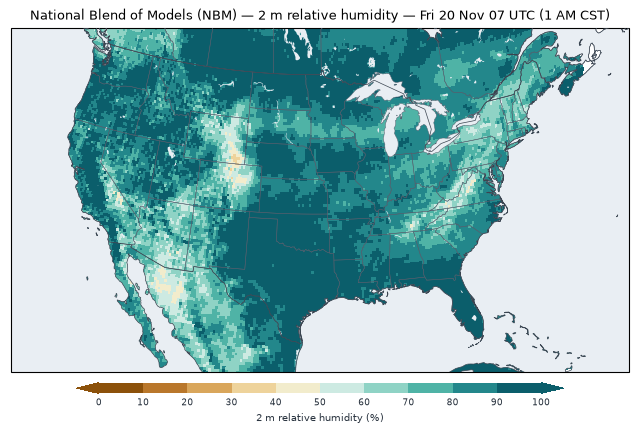 National Blend of Models (NBM) — 2 m relative humidity — Fri 20 Nov 07 UTC (1 AM CST)
0 10 20 30 40 50 60 70 80 90 100
2 m relative humidity (%)